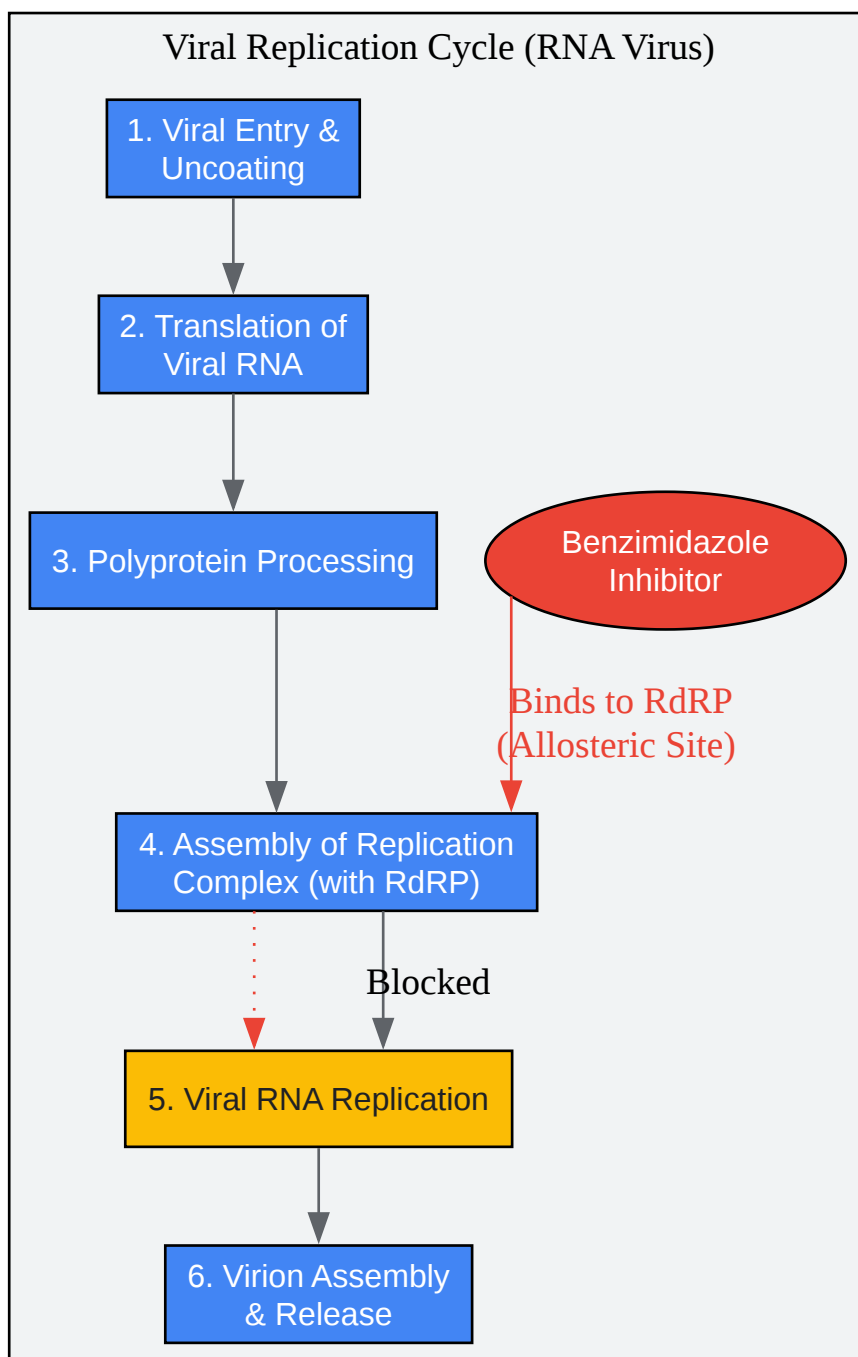 Viral Replication Cycle (RNA Virus)
1. Viral Entry &
Uncoating
2. Translation of
Viral RNA
3. Polyprotein Processing
Benzimidazole
Inhibitor
Binds to RdRP
(Allosteric Site)
4. Assembly of Replication
Complex (with RdRP)
Blocked
5. Viral RNA Replication
6. Virion Assembly
& Release